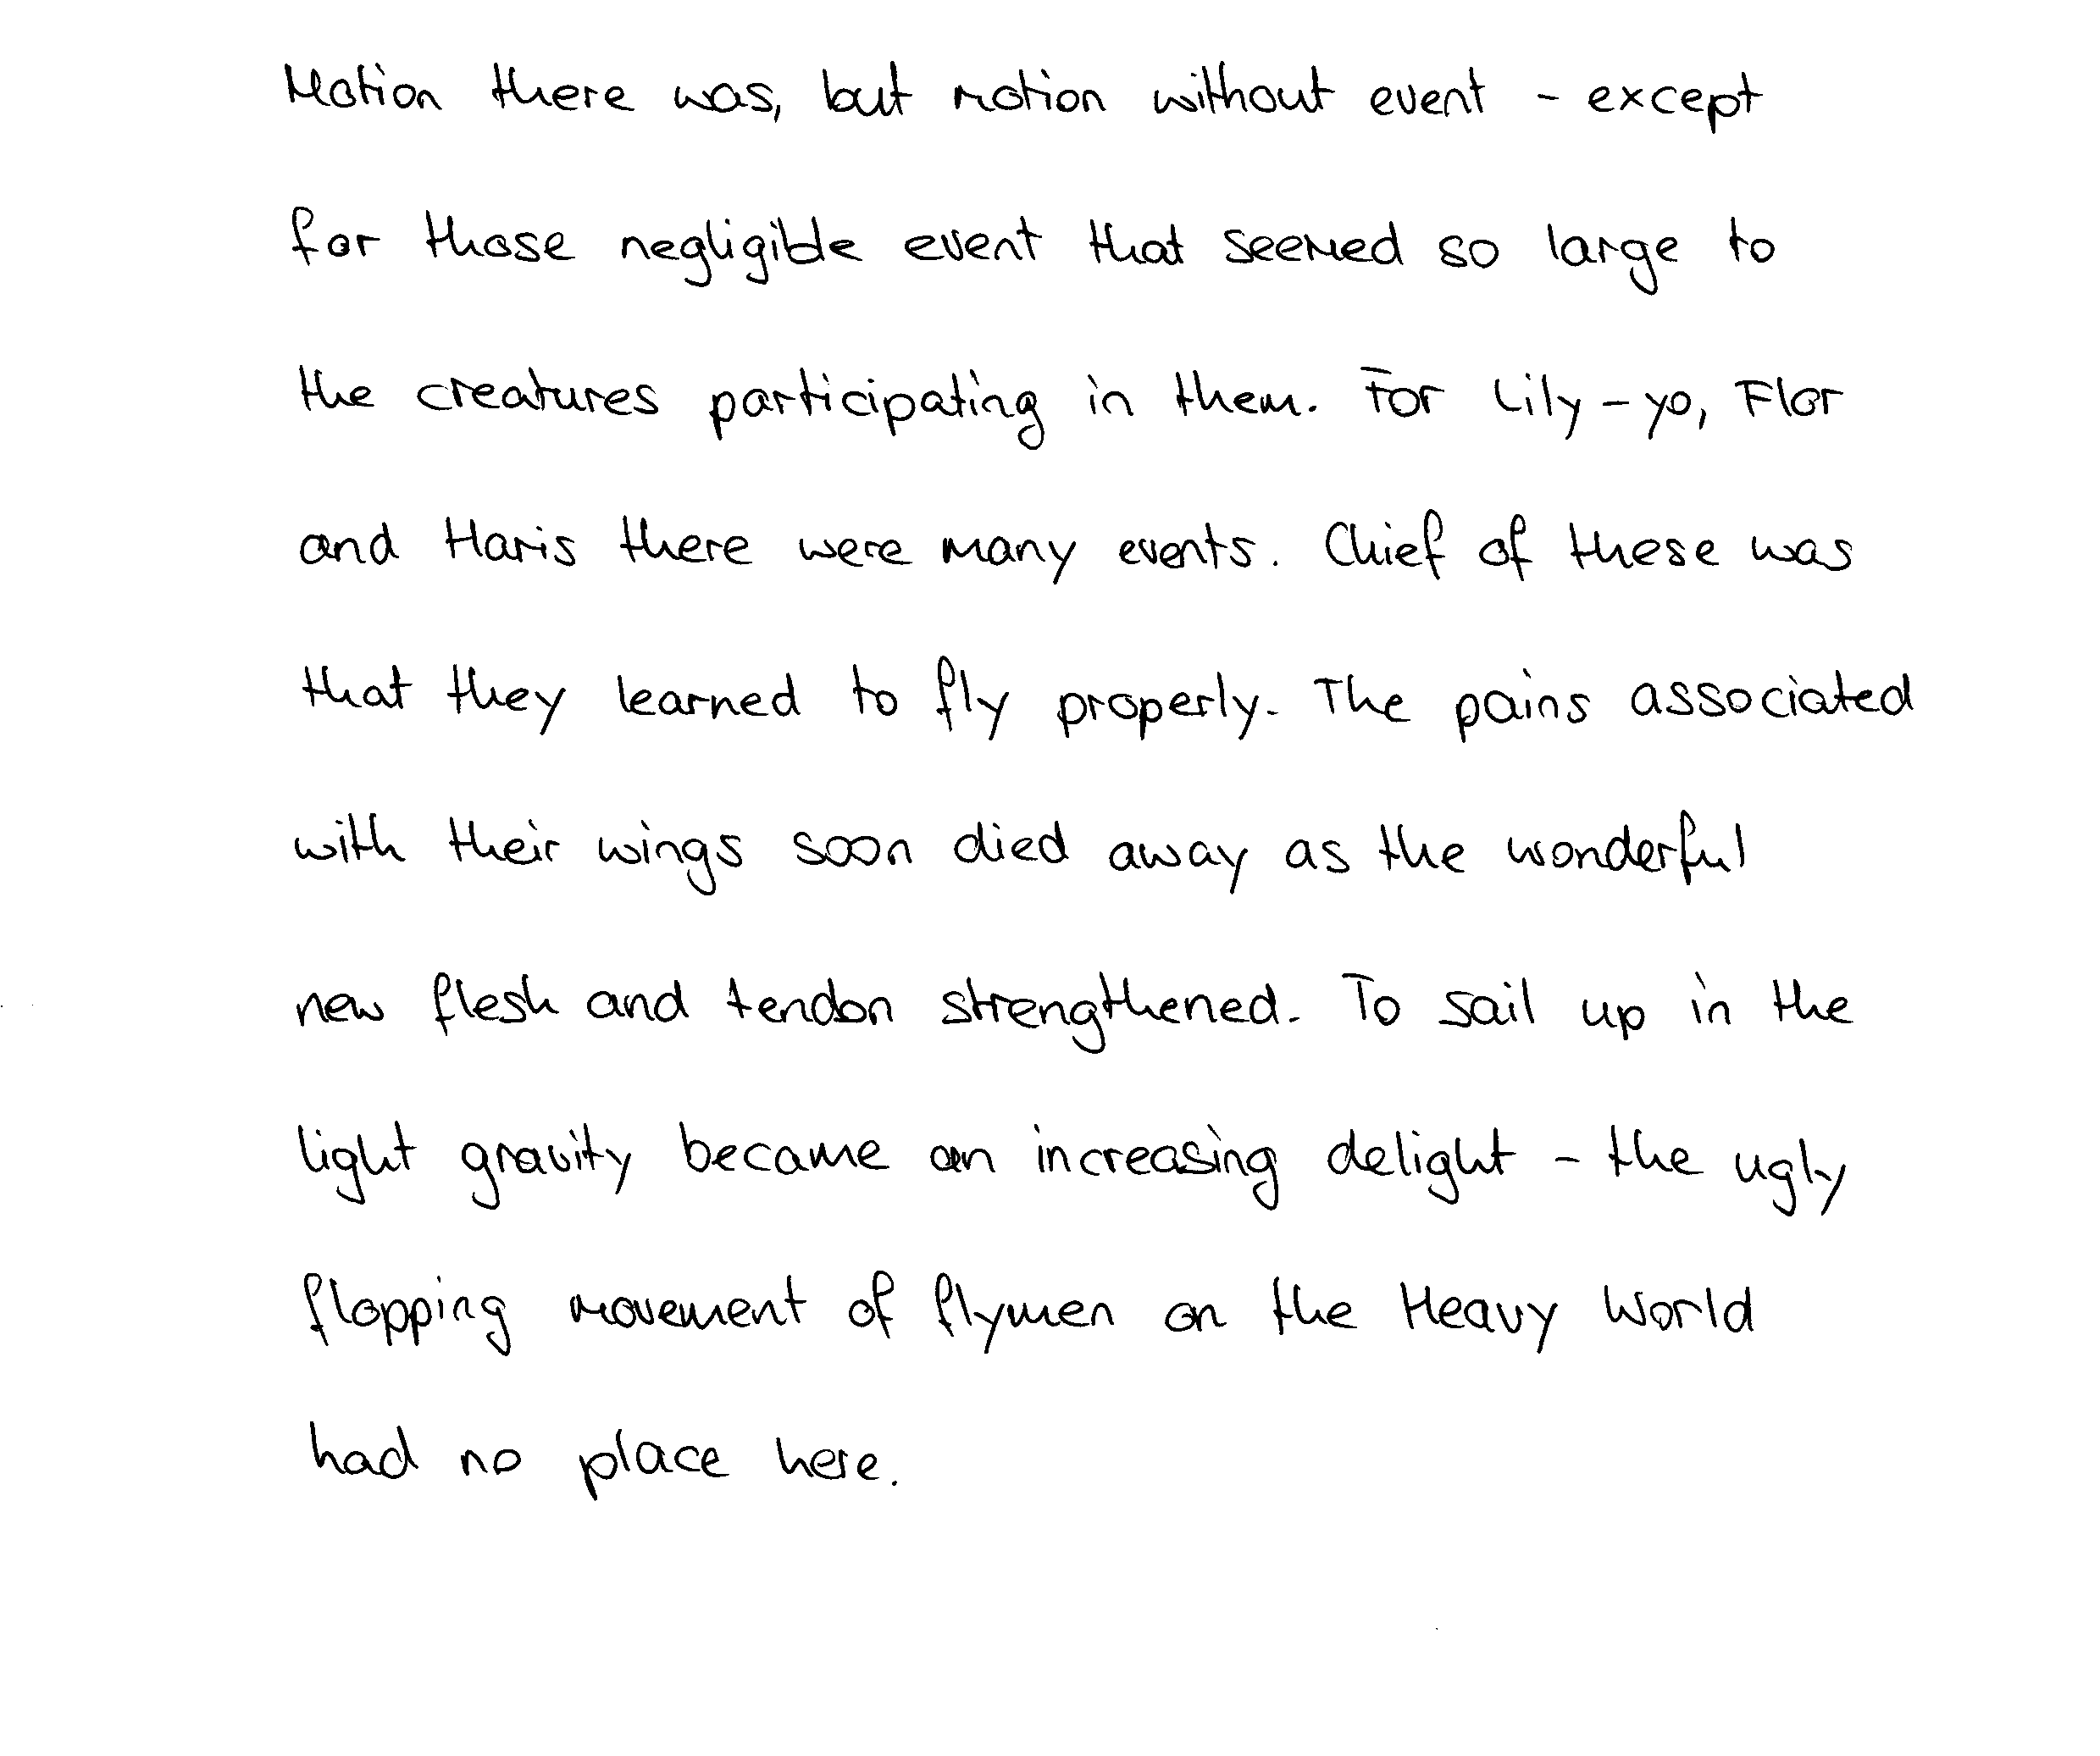 Motion there was, but motion without event - except
for those negligible event that seemed so large to
the creatures participating in them. For Lily-yo, Flor
and Haris there were many events. Chief of these was
that they learned to fly properly. The pains associated
with their wings soon died away as the wonderful
new flesh and tendon strengthened. To sail up in the
light gravity became an increasing delight - the ugly
flopping movement of flymen on the Heavy World
had no place here.